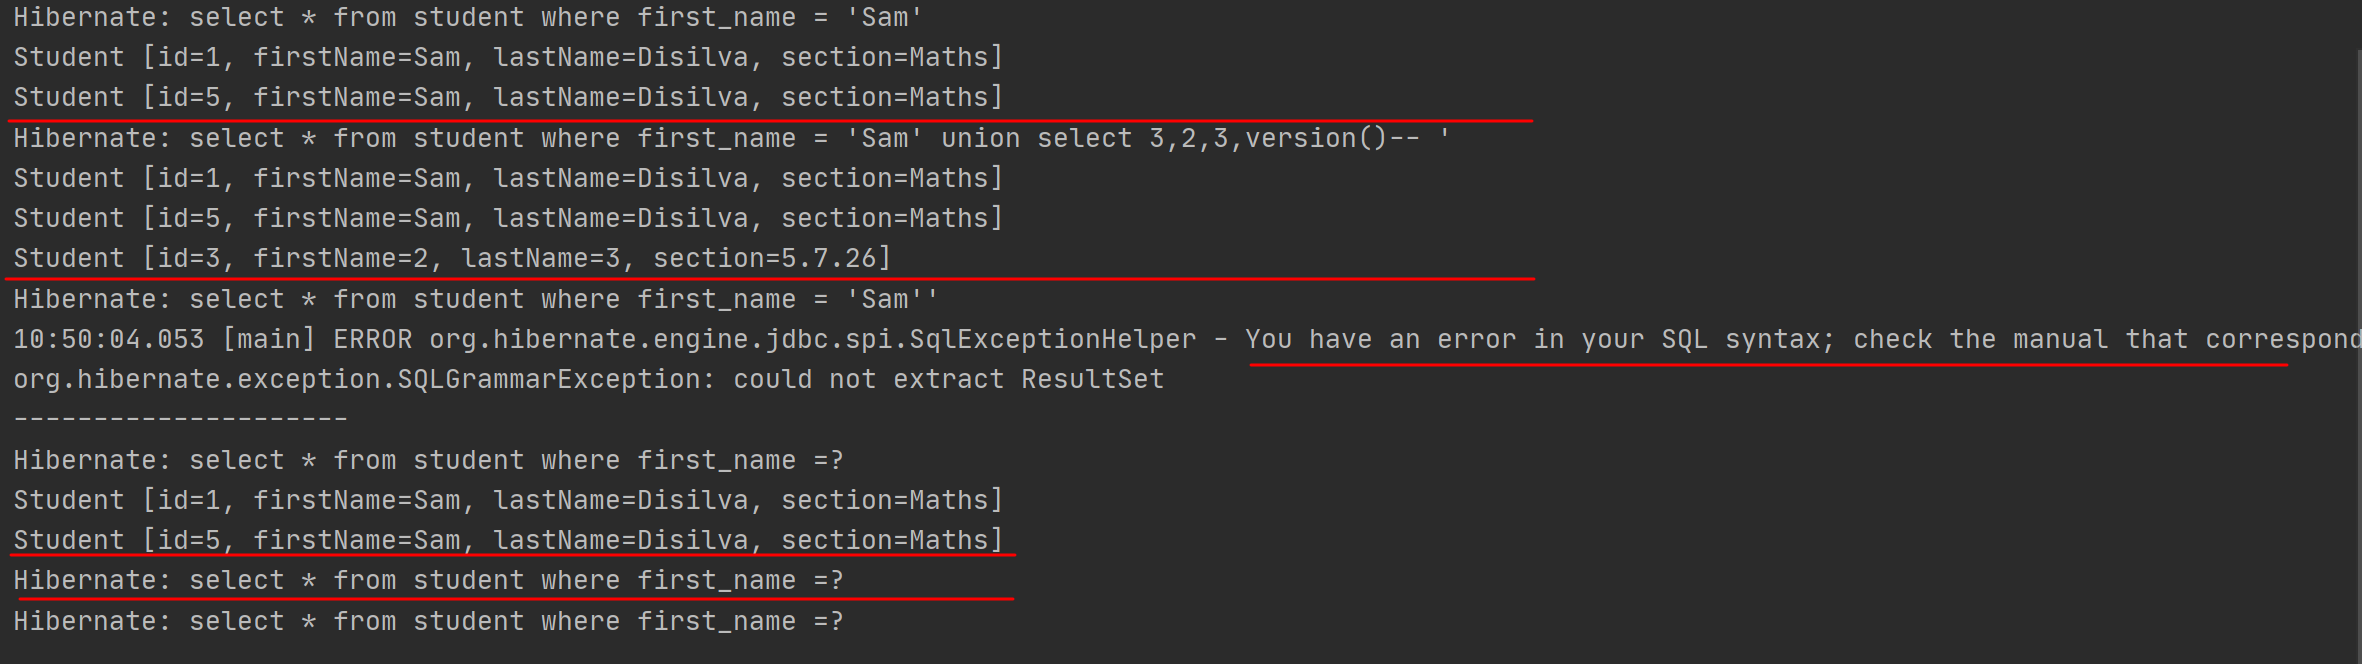 Hibernate: select * from student where first_name = 'Sam'
Student [id=1, firstName=Sam, lastName=Disilva, section=Maths]
Student [id=5, firstName=Sam, lastName=Disilva, section=Maths]
Hibernate: select * from student where first_name = 'Sam' union select 3,2,3,version()-- '
Student [id=1, firstName=Sam, lastName=Disilva, section=Maths]
Student [id=5, firstName=Sam, lastName=Disilva, section=Maths]
Student [id=3, firstName=2, lastName=3, section=5.7.26]
Hibernate: select * from student where first_name = 'Sam''
10:50:04.053 [main] ERROR org.hibernate.engine.jdbc.spi.SqlExceptionHelper - You have an error in your SQL syntax; check the manual that correspond
org.hibernate.exception.SQLGrammarException: could not extract ResultSet
---------------------
Hibernate: select * from student where first_name =?
Student [id=1, firstName=Sam, lastName=Disilva, section=Maths]
Student [id=5, firstName=Sam, lastName=Disilva, section=Maths]
Hibernate: select * from student where first_name =?
Hibernate: select * from student where first_name =?